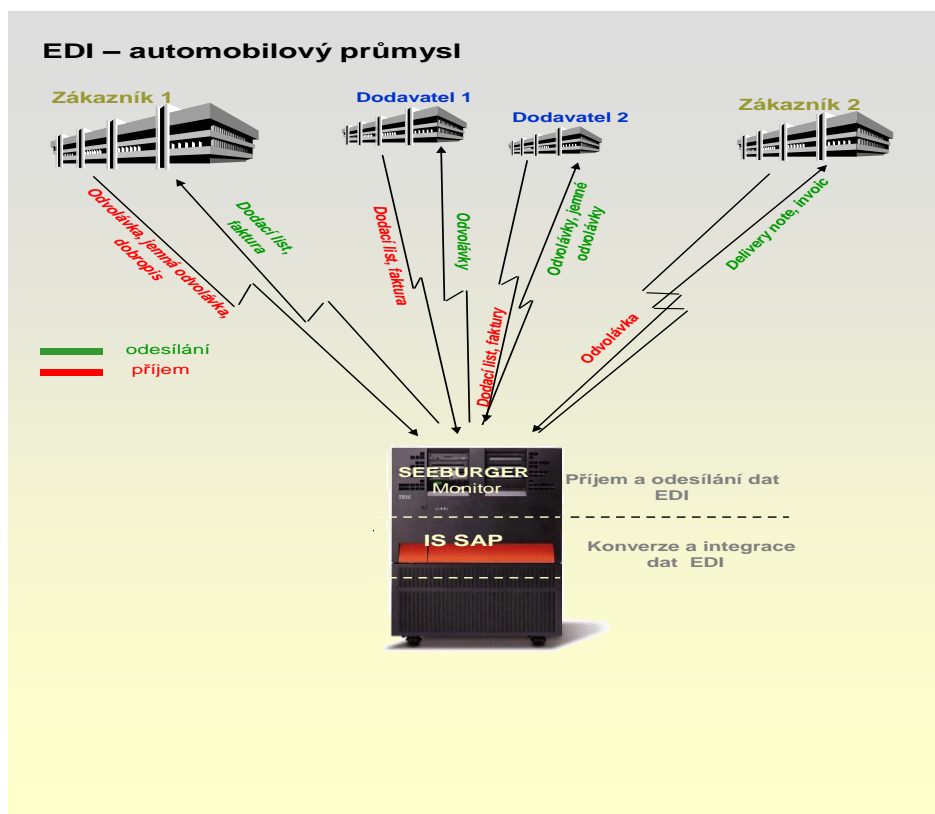 EDI – automobilový průmysl
Zákazník 1
Dodavatel 1
Dodavatel 2
Zákazník 2
Odvolávka, jemná odvolávka,
dobropis
Dodací list,
faktura
Dodací list, faktura
Odvolávky
Dodací list, faktury
Odvolávky, jemné
odvolávky
Odvolávka
Delivery note, invoic
odesílání
příjem
SEEBURGER
Monitor
IBM
IS SAP
Příjem a odesílání dat
EDI
Konverze a integrace
dat EDI